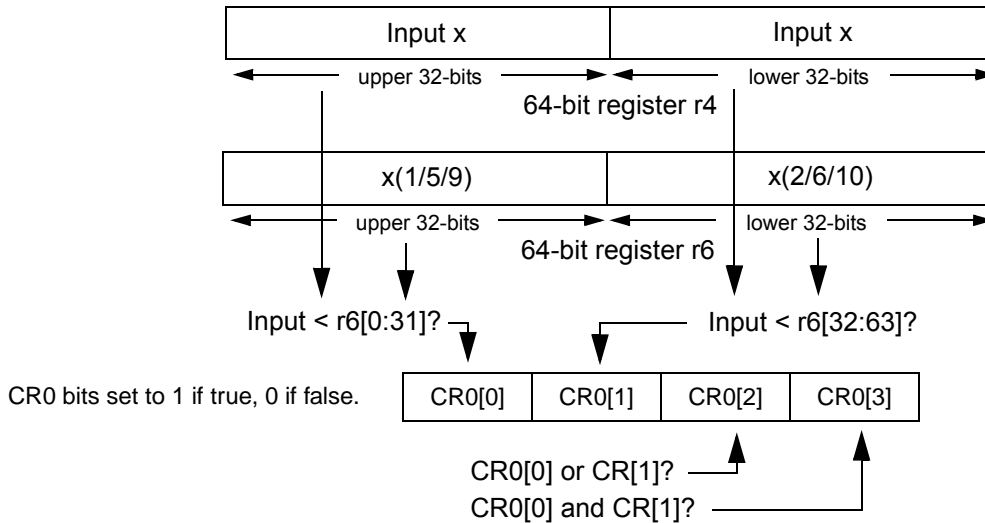 Input x Input x
upper 32-bits lower 32-bits
64-bit register r4
x(1/5/9) x(2/6/10)
upper 32-bits lower 32-bits
64-bit register r6
Input < r6[0:31]? Input < r6[32:63]?
CR0 bits set to 1 if true, 0 if false. CR0[0] CR0[1] CR0[2] CR0[3]
CR0[0] or CR[1]?
CR0[0] and CR[1]?